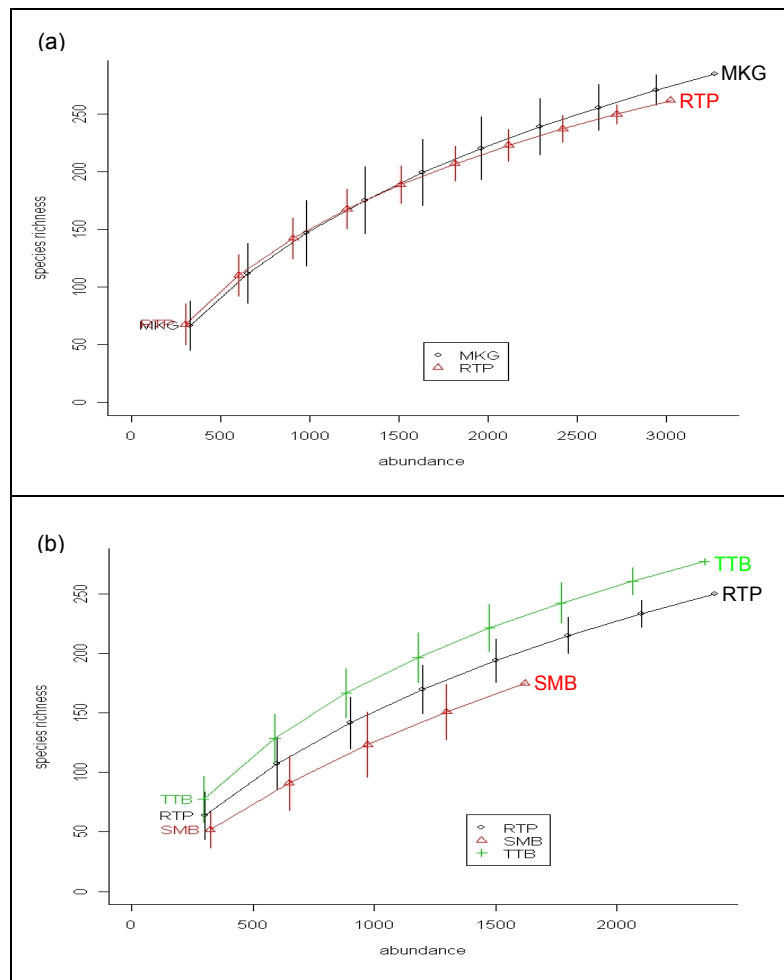 (a)
MKG
RTP
250
200
150
100
50
0
species richness
MKG
RTP
0 500 1000 1500 2000 2500 3000
abundance
(b)
TTB
RTP
SMB
250
200
150
100
50
0
species richness
TTB
RTP
SMB
RTP
SMB
TTB
0 500 1000 1500 2000
abundance